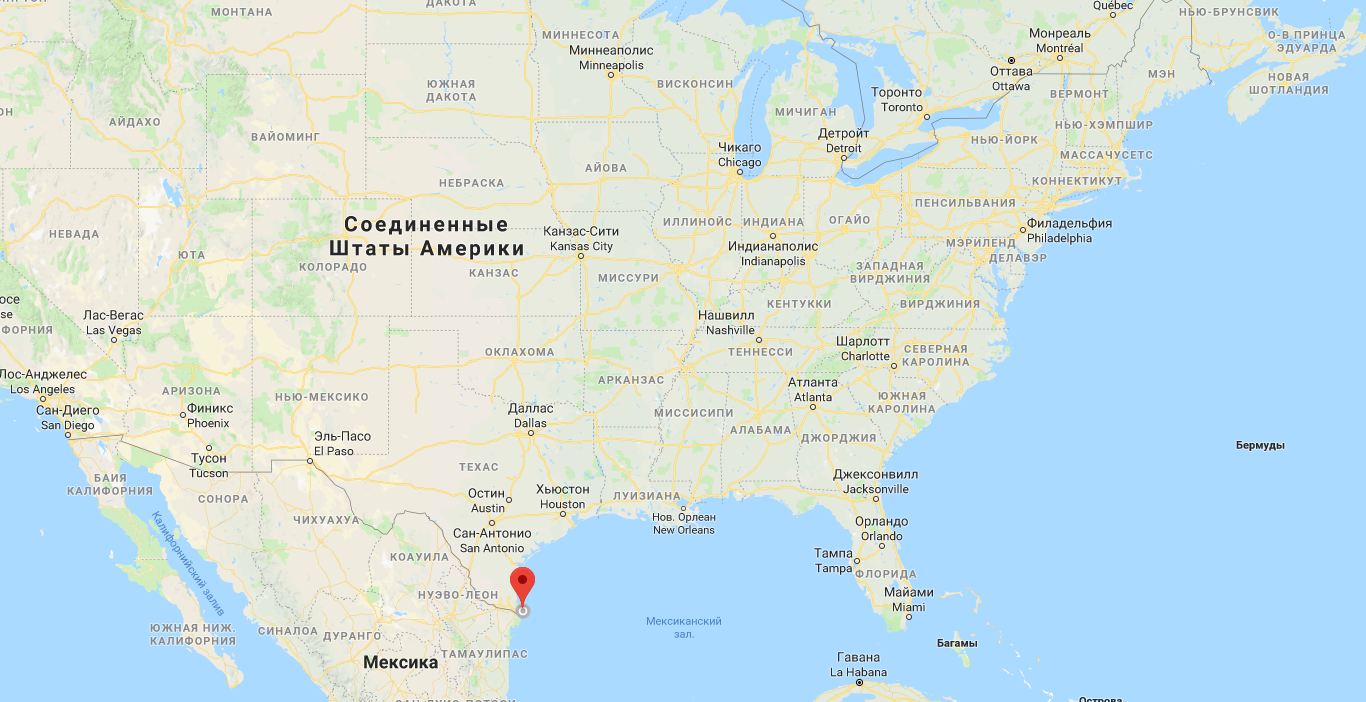 ДАКОТА
Québec
МОНТАНА
НЬЮ-БРУНСВИК
МИННЕСОТА
Монреаль
Montréal
О-В ПРИНЦА
ЭДУАРДА
Миннеаполис
Minneapolis
Оттава
Ottawa
МЭН
НОВАЯ
ШОТЛАНДИЯ
ЮЖНАЯ
ДАКОТА
ВИСКОНСИН
Торонто
Toronto
ВЕРМОНТ
МИЧИГАН
АЙДАХО
НЬЮ-ХЭМПШИР
ВАЙОМИНГ
Детройт
Detroit
НЬЮ-ЙОРК
Чикаго
Chicago
МАССАЧУСЕТС
АЙОВА
НЕБРАСКА
КОННЕКТИКУТ
ПЕНСИЛЬВАНИЯ
Соединенные
Штаты Америки
ИЛЛИНОЙС
ИНДИАНА
ОГАЙО
Филадельфия
Philadelphia
НЕВАДА
Канзас-Сити
Kansas City
Индианаполис
Indianapolis
МЭРИЛЕНД
ДЕЛАВЭР
ЮТА
КОЛОРАДО
КАНЗАС
МИССУРИ
ЗАПАДНАЯ
ВИРДЖИНИЯ
осе
se
КЕНТУККИ
ВИРДЖИНИЯ
ФОРНИЯ
Лас-Вегас
Las Vegas
Нашвилл
Nashville
ОКЛАХОМА
ТЕННЕССИ
Шарлотт
Charlotte
СЕВЕРНАЯ
КАРОЛИНА
Лос-Анджелес
Los Angeles
АРИЗОНА
НЬЮ-МЕКСИКО
АРКАНЗАС
Атланта
Atlanta
ЮЖНАЯ
КАРОЛИНА
Сан-Диего
San Diego
Финикс
Phoenix
Даллас
Dallas
МИССИСИПИ
АЛАБАМА
ДЖОРДЖИЯ
Эль-Пасо
El Paso
Бермуды
Тусон
Tucson
ТЕХАС
БАЙЯ
КАЛИФОРНИЯ
СОНОРА
Остин
Austin
Хьюстон
Houston
ЛУИЗИАНА
Джексонвилл
Jacksonville
ЧИХУАХУА
Нов. Орлеан
New Orleans
Орландо
Orlando
Сан-Антонио
San Antonio
Калифорнийский залив
КОАУИЛА
Тампа
Tampa
ФЛОРИДА
НУЭВО-ЛЕОН
Майами
Miami
Мексиканский
зал.
ЮЖНАЯ НИЖ.
КАЛИФОРНИЯ
СИНАЛОА
ДУРАНГО
Багамы
Мексика
ТАМАУЛИПАС
Гавана
La Habana
Острова